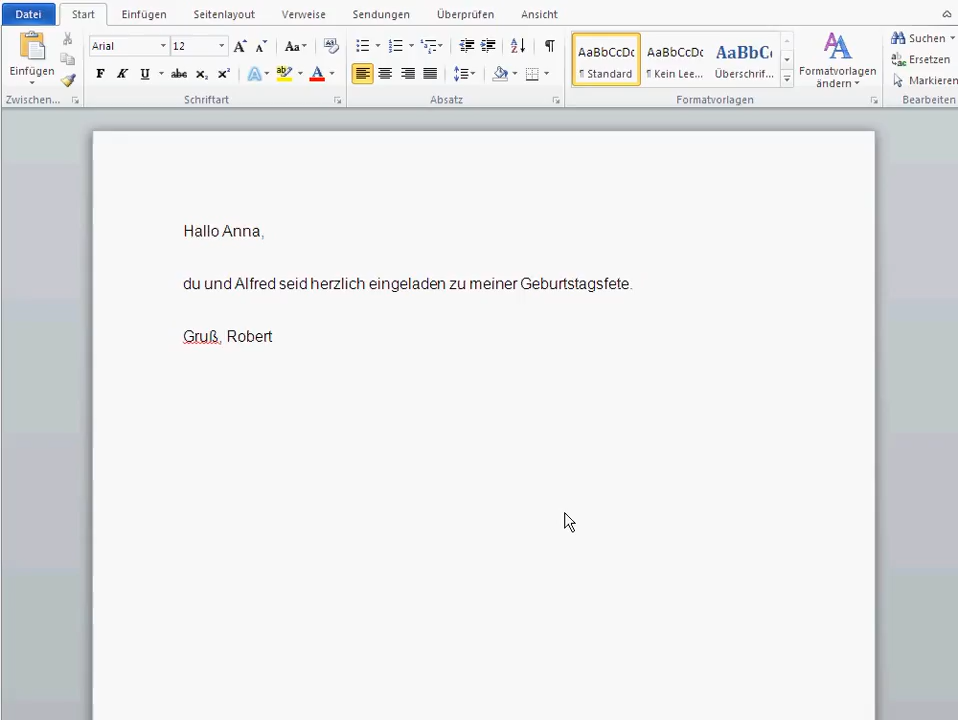 Datei Start Einfügen Seitenlayout Verweise Sendungen Überprüfen Ansicht
Einfügen
Arial 12
Aa
F K U abc x₂ x²
AaBbCcDc AaBbCcDc AaBbC
¶ Standard ¶ Kein Lee... Überschrif...
Formatvorlagen ändern
Suchen
Ersetzen
Markieren
Zwischen... Schriftart Absatz Formatvorlagen Bearbeiten
Hallo Anna,
du und Alfred seid herzlich eingeladen zu meiner Geburtstagsfete.
Gruß, Robert